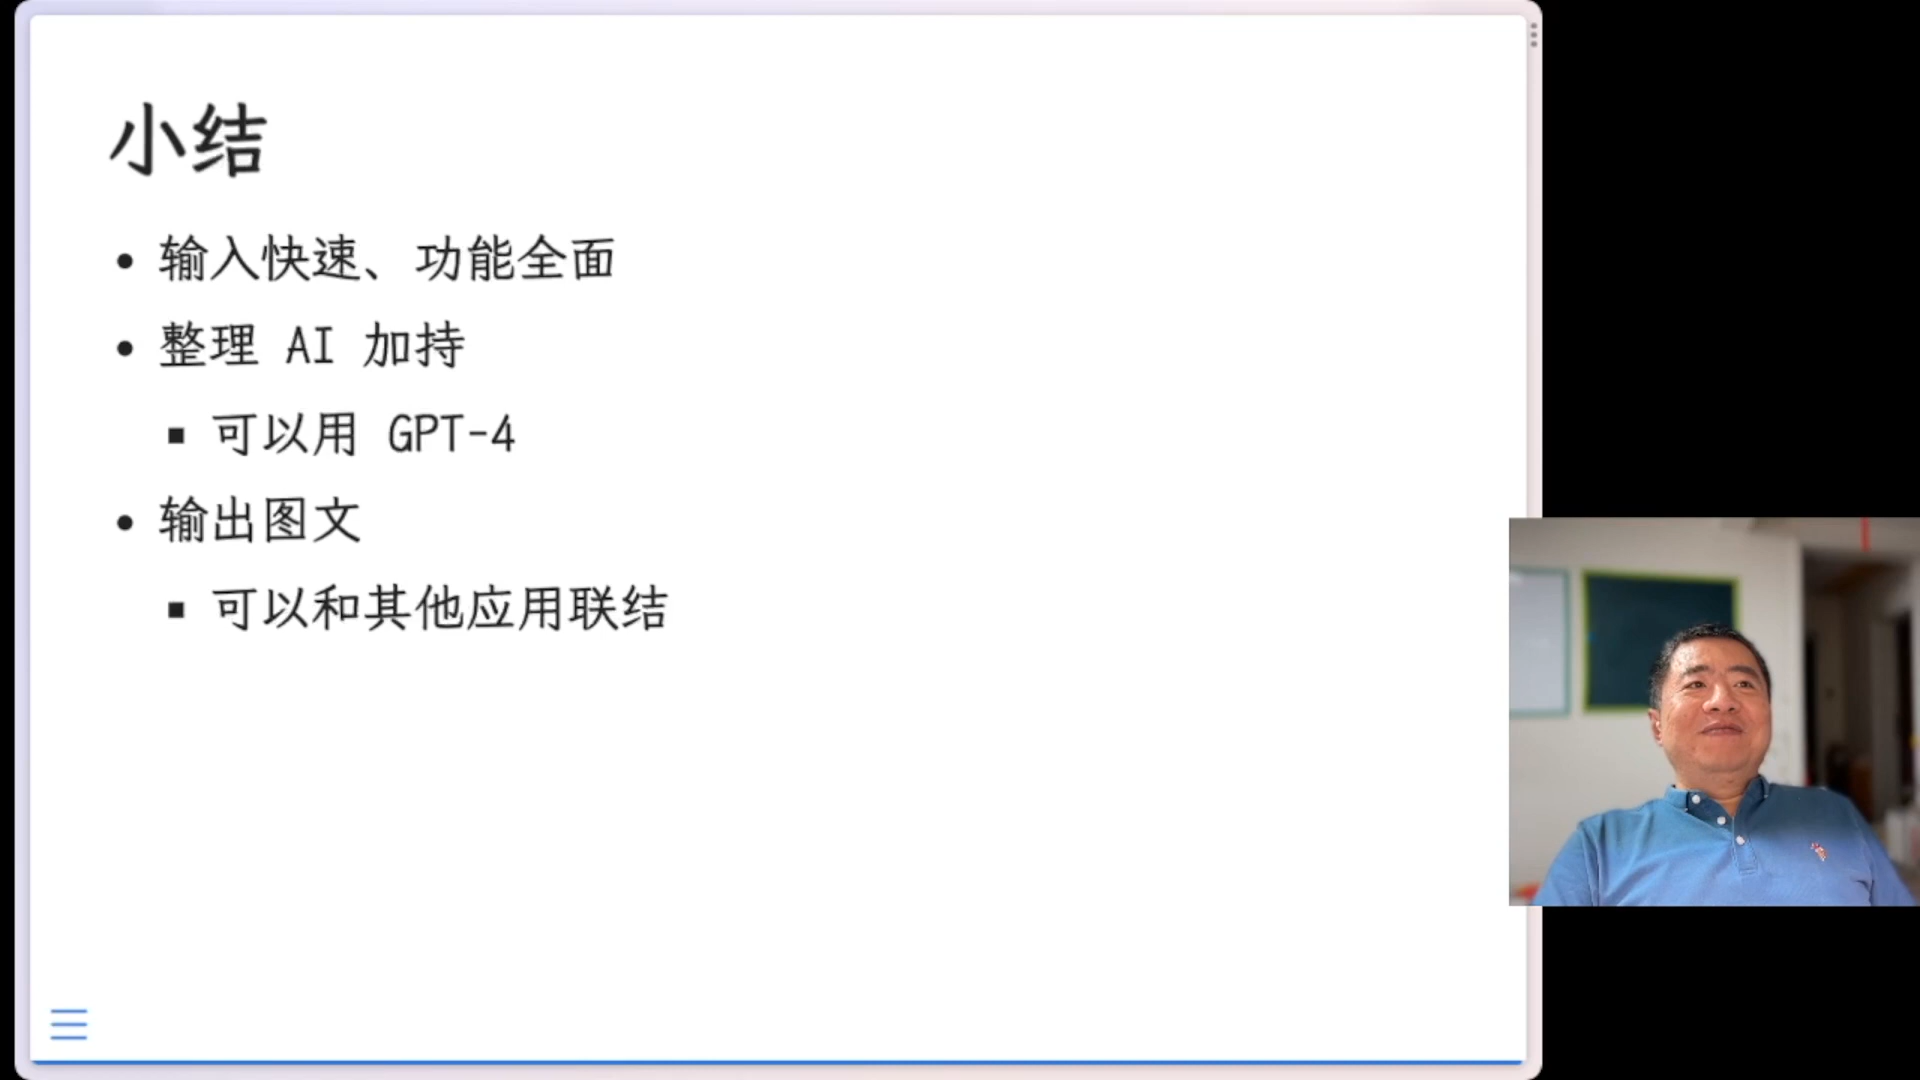 小结
输入快速、功能全面
整理 AI 加持
可以用 GPT-4
输出图文
可以和其他应用联结